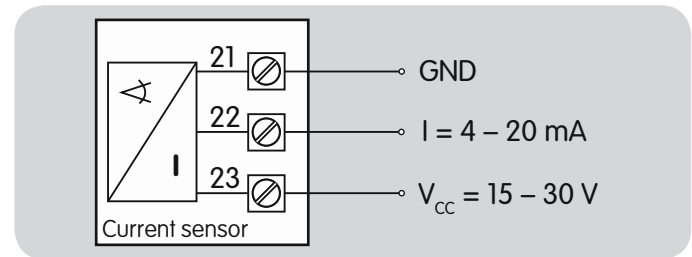 21 GND
22 I = 4 – 20 mA
I 23 V_CC = 15 – 30 V
Current sensor